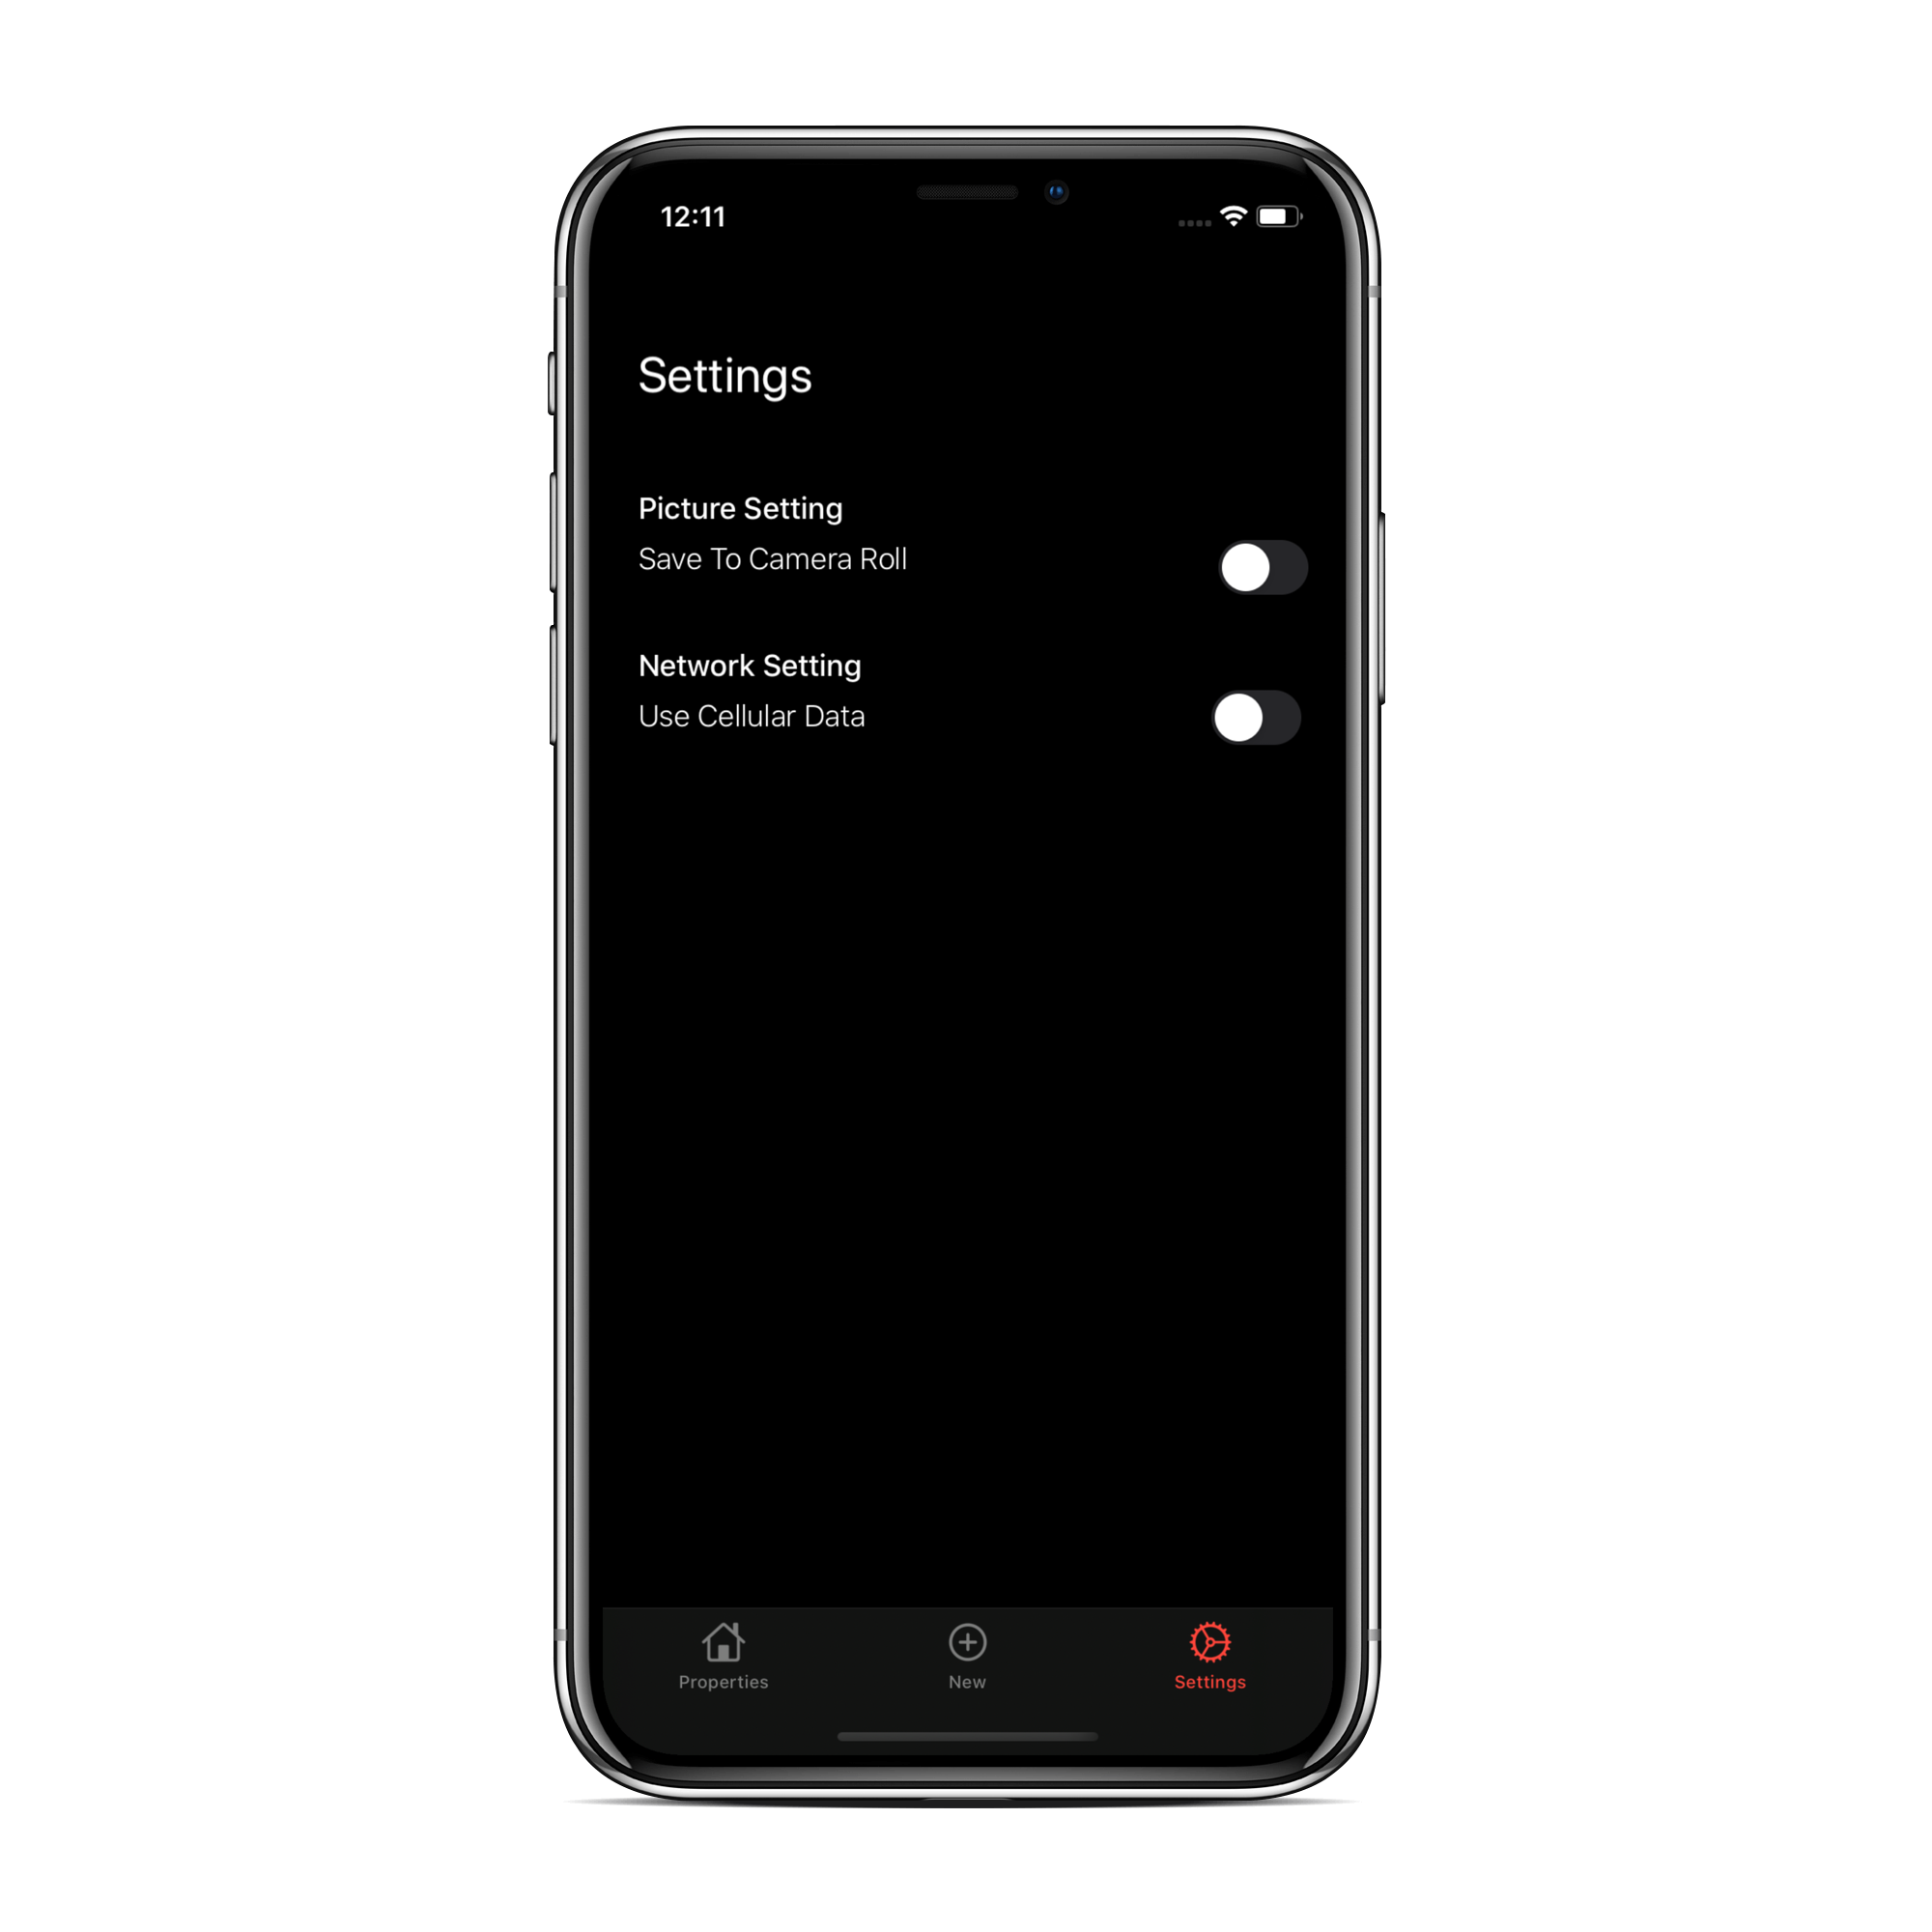 12:11
Settings
Picture Setting
Save To Camera Roll
Network Setting
Use Cellular Data
Properties
New
Settings